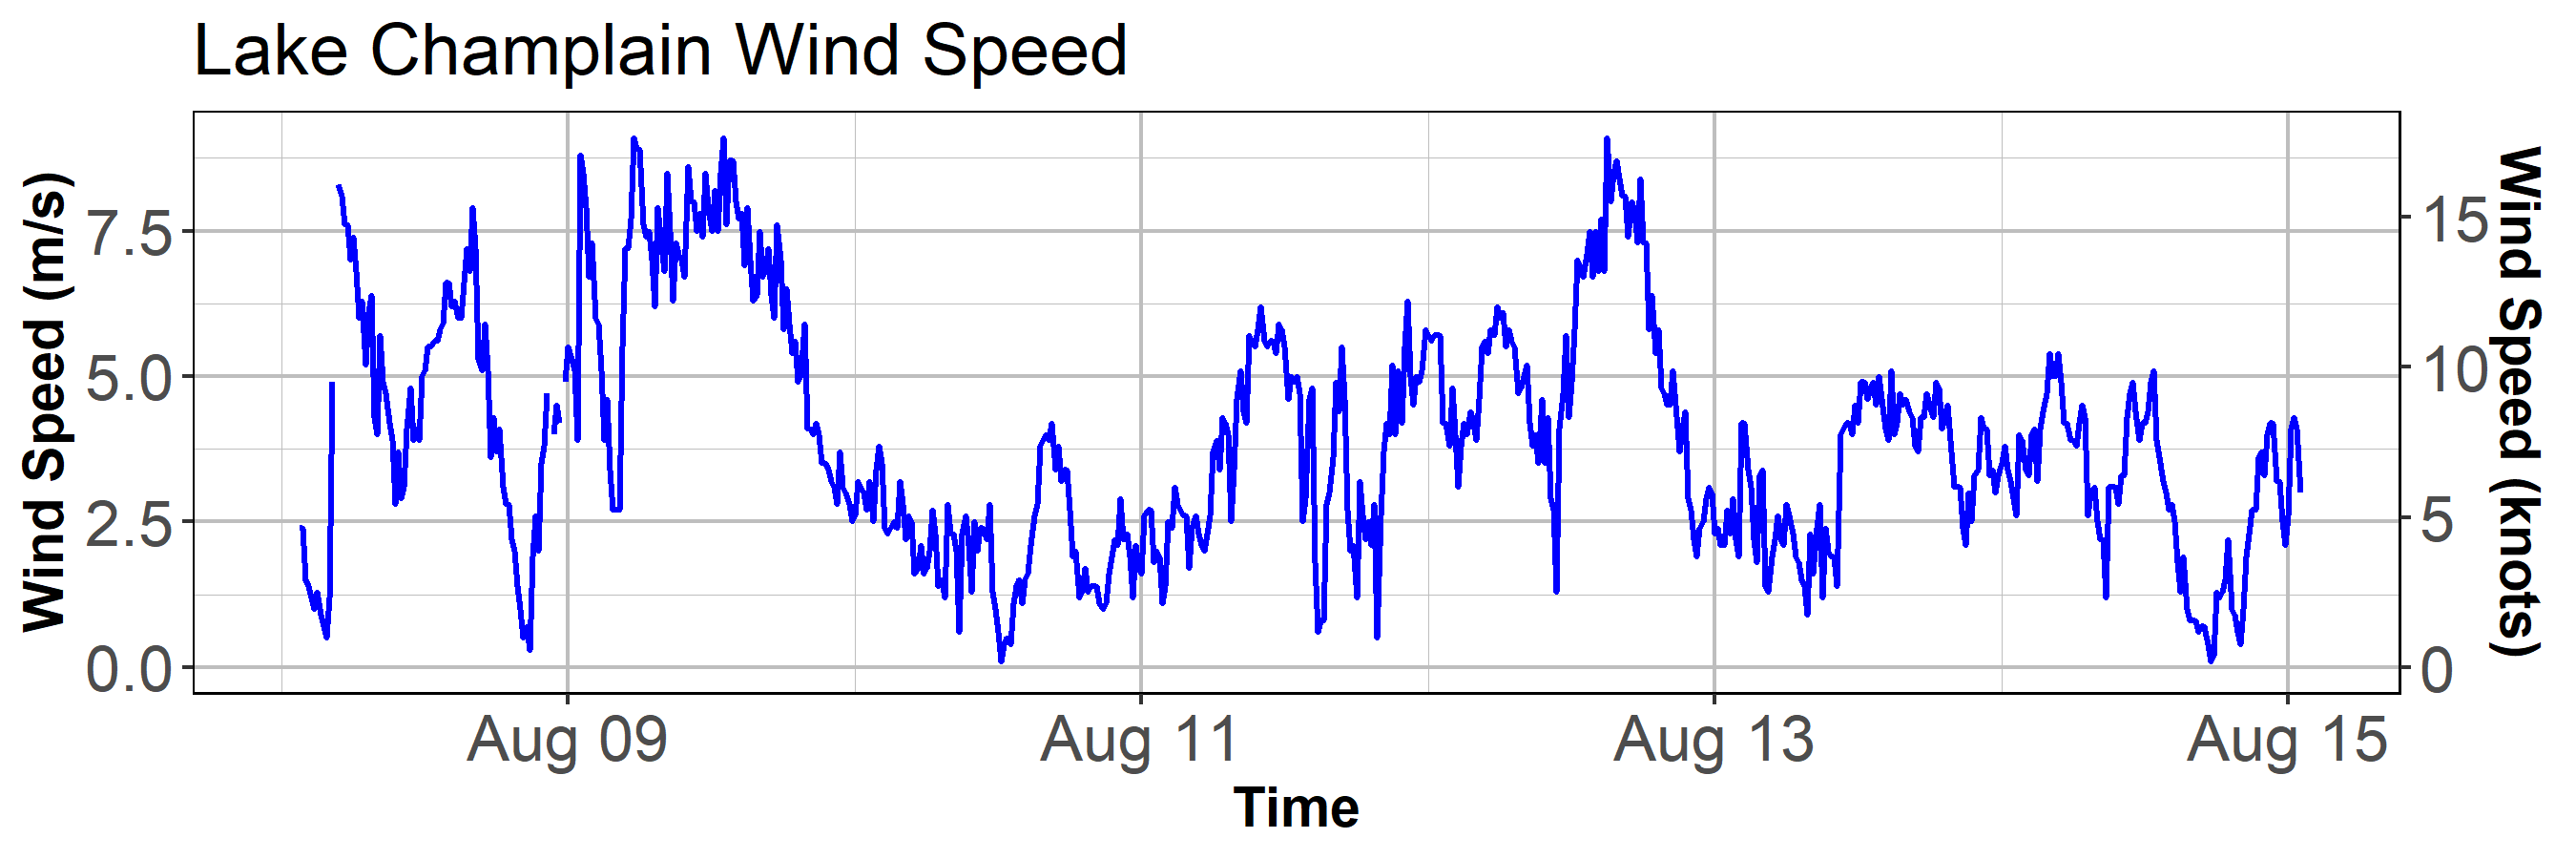 Lake Champlain Wind Speed
Wind Speed (m/s)
7.5
5.0
2.5
0.0
15
10
5
0
Wind Speed (knots)
Aug 09
Aug 11
Aug 13
Aug 15
Time